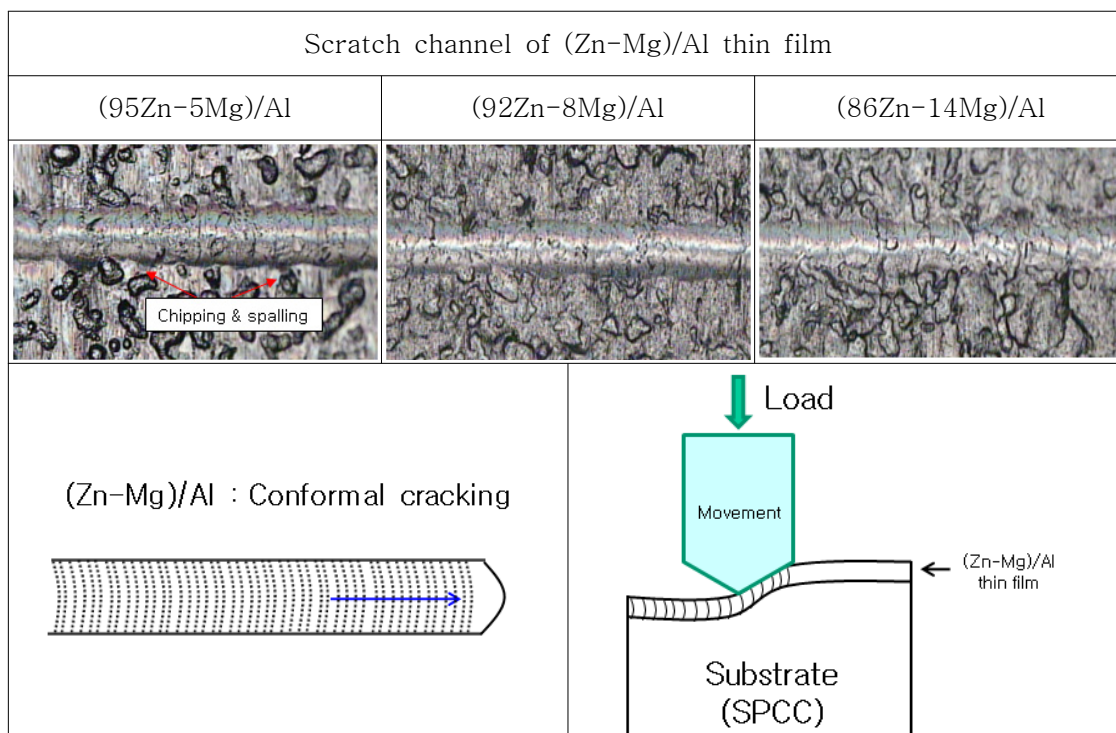 Scratch channel of (Zn-Mg)/Al thin film
(95Zn-5Mg)/Al
(92Zn-8Mg)/Al
(86Zn-14Mg)/Al
Chipping & spalling
(Zn-Mg)/Al : Conformal cracking
Load
Movement
(Zn-Mg)/Al
thin film
Substrate
(SPCC)